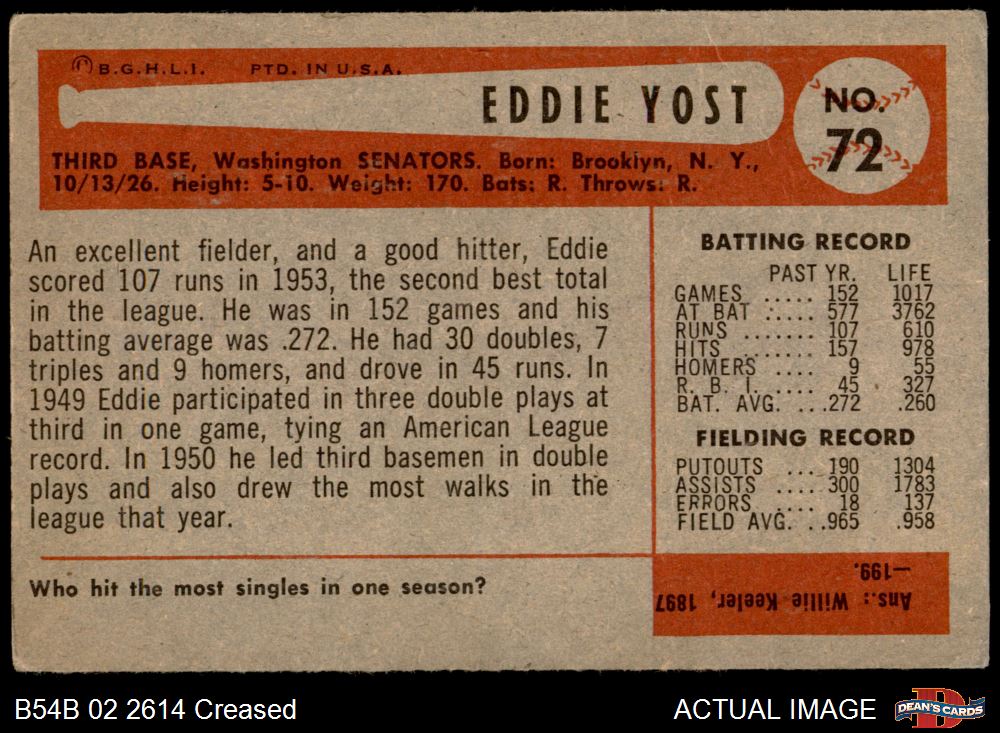 © B.G.H.L.I. PTD. IN U.S.A.
EDDIE YOST
NO.
72
THIRD BASE, Washington SENATORS. Born: Brooklyn, N. Y.,
10/13/26. Height: 5-10. Weight: 170. Bats: R. Throws: R.
An excellent fielder, and a good hitter, Eddie
scored 107 runs in 1953, the second best total
in the league. He was in 152 games and his
batting average was .272. He had 30 doubles, 7
triples and 9 homers, and drove in 45 runs. In
1949 Eddie participated in three double plays at
third in one game, tying an American League
record. In 1950 he led third basemen in double
plays and also drew the most walks in the
league that year.
BATTING RECORD
PAST YR. LIFE
GAMES ..... 152 1017
AT BAT ..... 577 3762
RUNS ....... 107 610
HITS ....... 157 978
HOMERS .... 9 55
R. B. I. ..... 45 327
BAT. AVG. ...272 .260
FIELDING RECORD
PUTOUTS ... 190 1304
ASSISTS .... 300 1783
ERRORS .... 18 137
FIELD AVG. ..965 .958
Who hit the most singles in one season?
Ans.: Willie Keeler, 1897
—199.
B54B 02 2614 Creased
ACTUAL IMAGE
D
DEAN'S CARDS